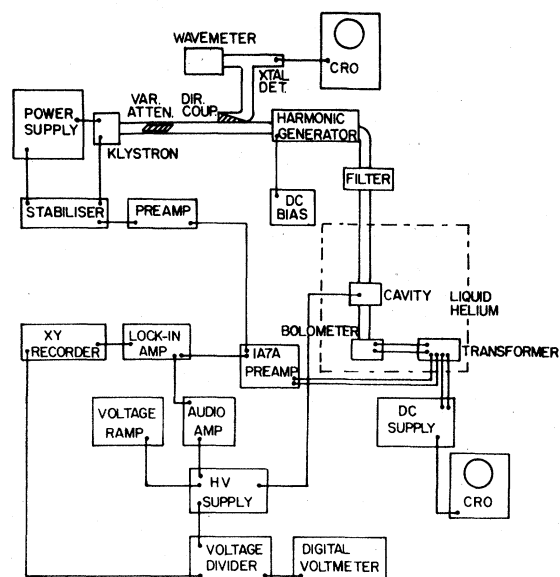 WAVEMETER
CRO
XTAL
DET.
VAR.
ATTEN.
DIR.
COUP.
POWER
SUPPLY
KLYSTRON
HARMONIC
GENERATOR
FILTER
STABILISER
PREAMP
DC
BIAS
CAVITY
LIQUID
HELIUM
BOLOMETER
TRANSFORMER
XY
RECORDER
LOCK-IN
AMP
1A7A
PREAMP
VOLTAGE
RAMP
AUDIO
AMP
DC
SUPPLY
HV
SUPPLY
CRO
VOLTAGE
DIVIDER
DIGITAL
VOLTMETER